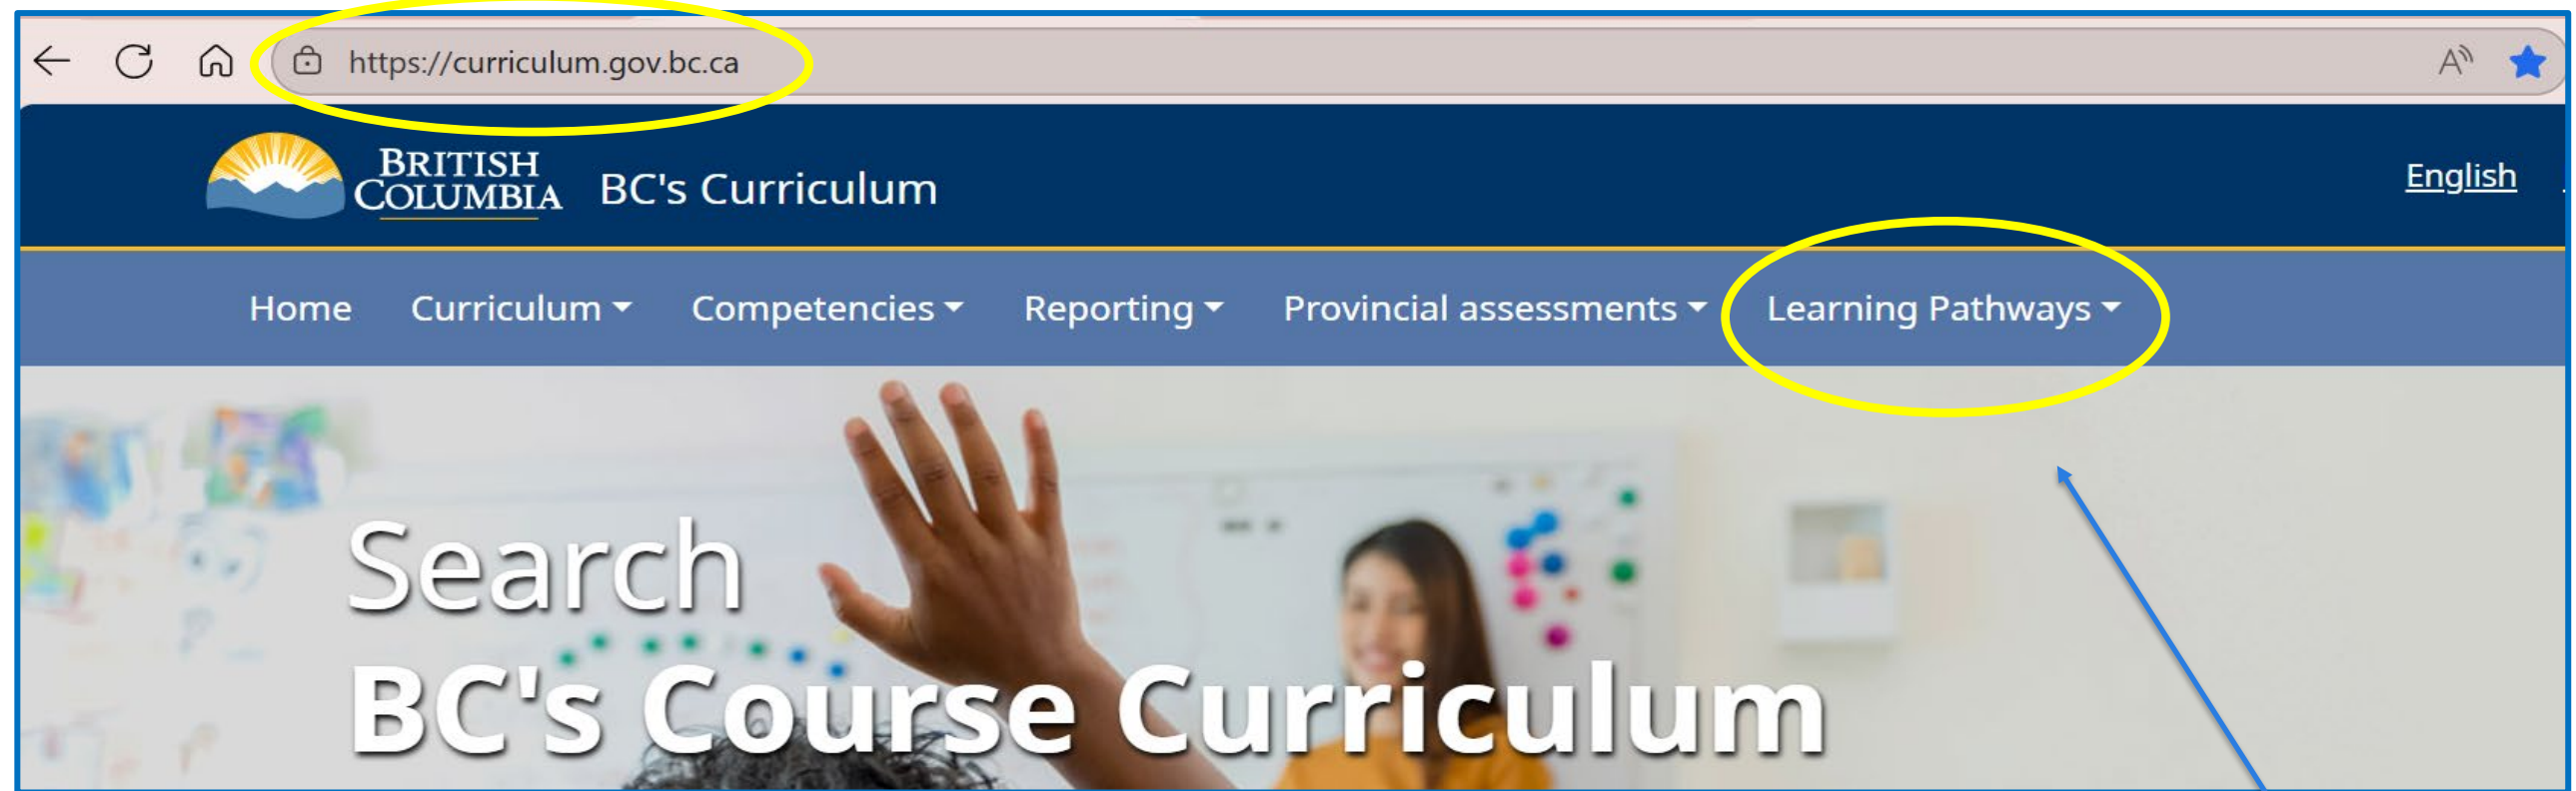 https://curriculum.gov.bc.ca
BRITISH
COLUMBIA
BC's Curriculum
English
Home Curriculum Competencies Reporting Provincial assessments Learning Pathways
Search
BC's Course Curriculum